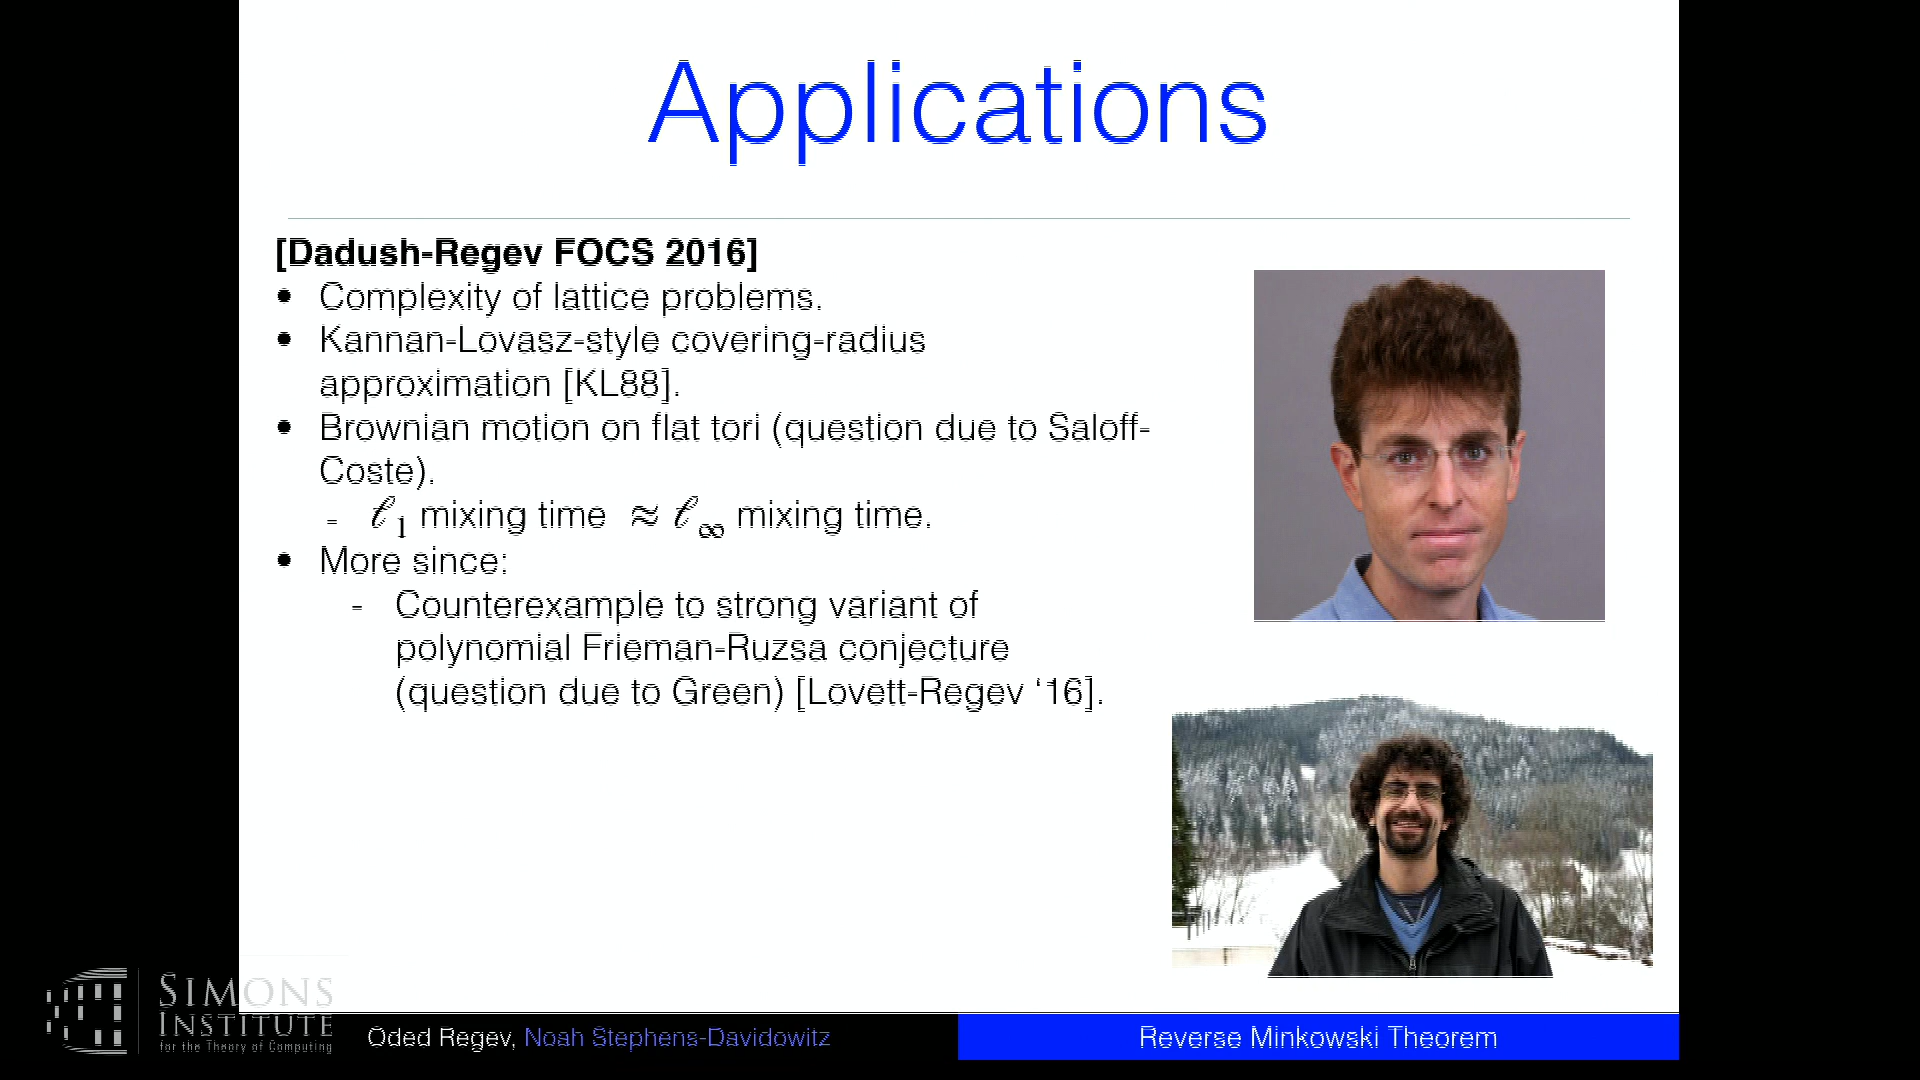 Applications
[Dadush-Regev FOCS 2016]
• Complexity of lattice problems.
• Kannan-Lovasz-style covering-radius
approximation [KL88].
• Brownian motion on flat tori (question due to Saloff-
Coste).
- ℓ₁ mixing time ≈ ℓ∞ mixing time.
• More since:
- Counterexample to strong variant of
polynomial Frieman-Ruzsa conjecture
(question due to Green) [Lovett-Regev ‘16].
SIMONS
INSTITUTE
for the Theory of Computing
Oded Regev, Noah Stephens-Davidowitz
Reverse Minkowski Theorem